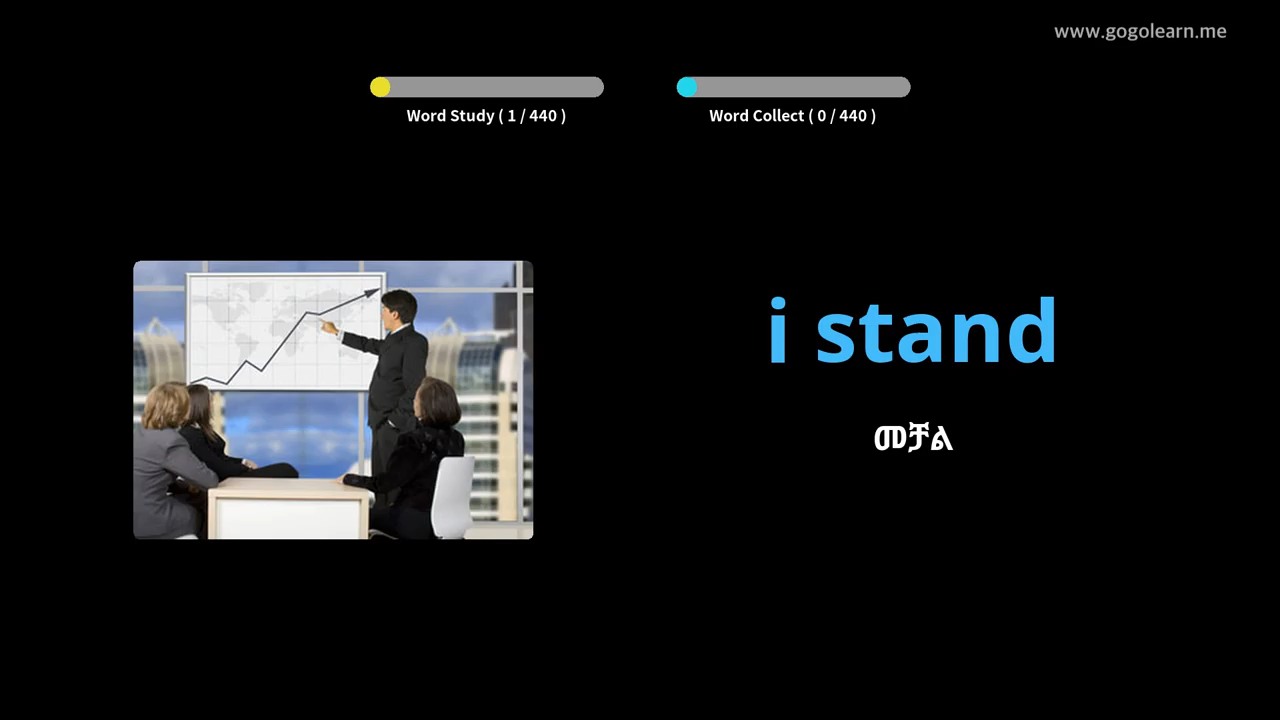 www.gogolearn.me
Word Study ( 1 / 440 )
Word Collect ( 0 / 440 )
i stand
መቻል